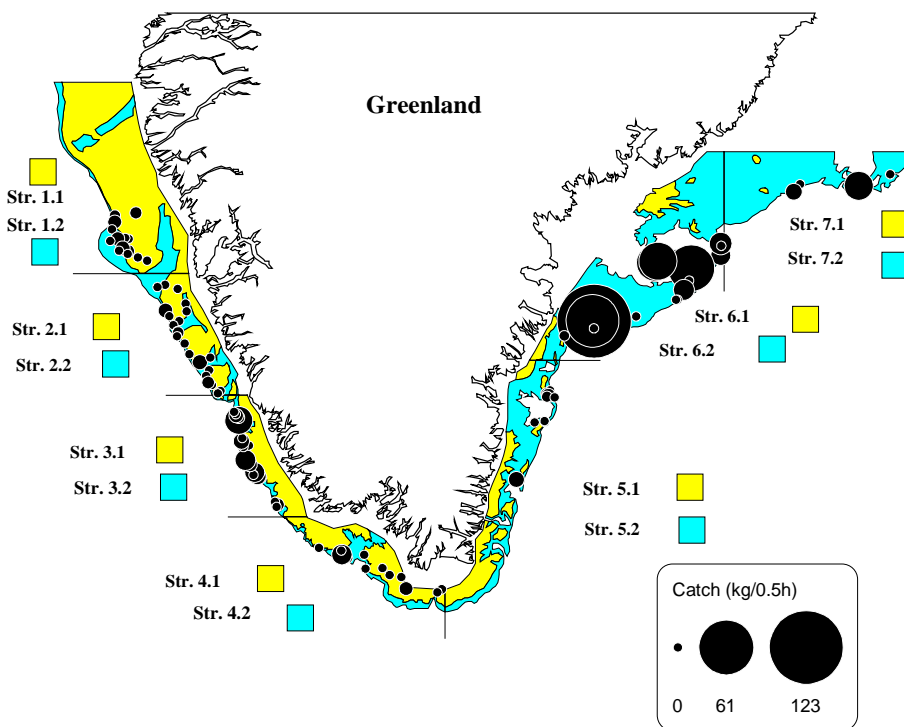 Greenland
Str. 1.1
Str. 1.2
Str. 7.1
Str. 7.2
Str. 2.1
Str. 2.2
Str. 6.1
Str. 6.2
Str. 3.1
Str. 3.2
Str. 5.1
Str. 5.2
Str. 4.1
Str. 4.2
Catch (kg/0.5h)
0 61 123